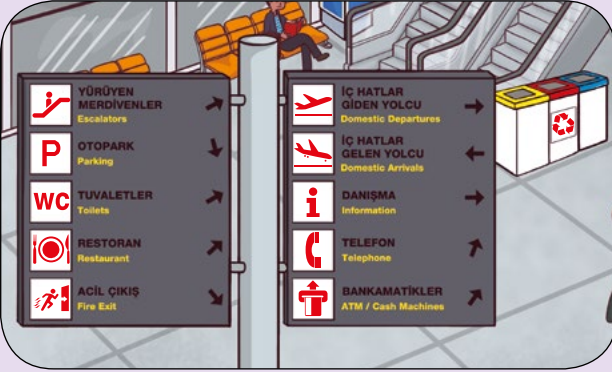 YÜRÜYEN
MERDİVENLER
Escalators
P
OTOPARK
Parking
WC
TUVALETLER
Toilets
RESTORAN
Restaurant
ACİL ÇIKIŞ
Fire Exit
İÇ HATLAR
GİDEN YOLCU
Domestic Departures
İÇ HATLAR
GELEN YOLCU
Domestic Arrivals
i
DANIŞMA
Information
TELEFON
Telephone
BANKAMATİKLER
ATM / Cash Machines